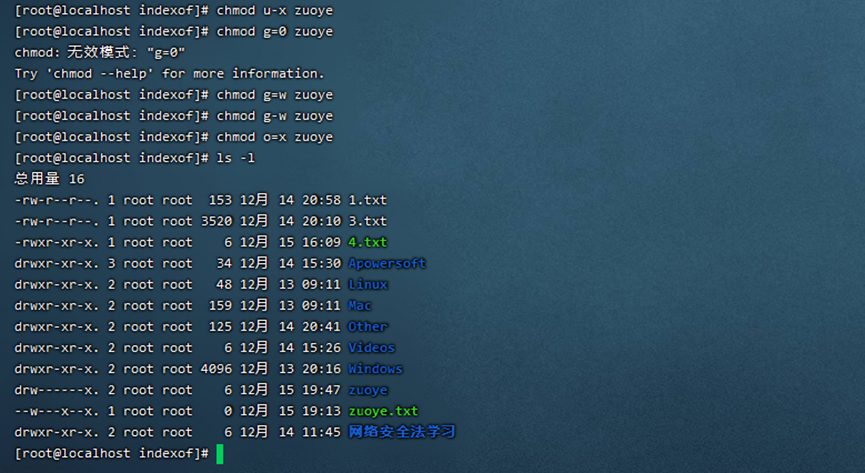 [root@localhost indexof]# chmod u-x zuoye
[root@localhost indexof]# chmod g=0 zuoye
chmod: 无效模式: "g=0"
Try 'chmod --help' for more information.
[root@localhost indexof]# chmod g=w zuoye
[root@localhost indexof]# chmod g-w zuoye
[root@localhost indexof]# chmod o=x zuoye
[root@localhost indexof]# ls -l
总用量 16
-rw-r--r--. 1 root root  153 12月 14 20:58 1.txt
-rw-r--r--. 1 root root 3520 12月 14 20:10 3.txt
-rwxr-xr-x. 1 root root    6 12月 15 16:09 4.txt
drwxr-xr-x. 3 root root   34 12月 14 15:30 Apowersoft
drwxr-xr-x. 2 root root   48 12月 13 09:11 Linux
drwxr-xr-x. 2 root root  159 12月 13 09:11 Mac
drwxr-xr-x. 2 root root  125 12月 14 20:41 Other
drwxr-xr-x. 2 root root    6 12月 14 15:26 Videos
drwxr-xr-x. 2 root root 4096 12月 13 20:16 Windows
drw------x. 2 root root    6 12月 15 19:47 zuoye
--w---x--x. 1 root root    0 12月 15 19:13 zuoye.txt
drwxr-xr-x. 2 root root    6 12月 14 11:45 网络安全法学习
[root@localhost indexof]#